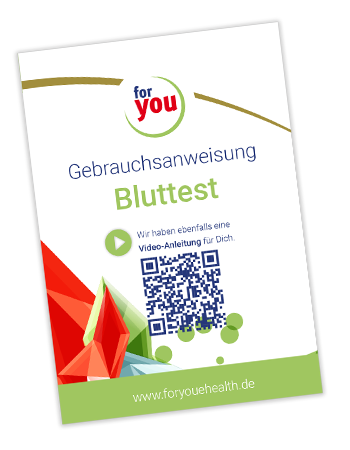 for
you
Gebrauchsanweisung
Bluttest
Wir haben ebenfalls eine
Video-Anleitung für Dich.
www.foryouehealth.de